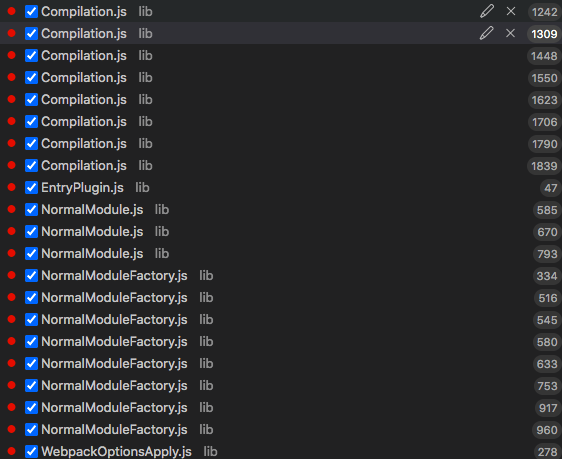 Compilation.js lib 1242
Compilation.js lib 1309
Compilation.js lib 1448
Compilation.js lib 1550
Compilation.js lib 1623
Compilation.js lib 1706
Compilation.js lib 1790
Compilation.js lib 1839
EntryPlugin.js lib 47
NormalModule.js lib 585
NormalModule.js lib 670
NormalModule.js lib 793
NormalModuleFactory.js lib 334
NormalModuleFactory.js lib 516
NormalModuleFactory.js lib 545
NormalModuleFactory.js lib 580
NormalModuleFactory.js lib 633
NormalModuleFactory.js lib 753
NormalModuleFactory.js lib 917
NormalModuleFactory.js lib 960
WebpackOptionsApply.js lib 278